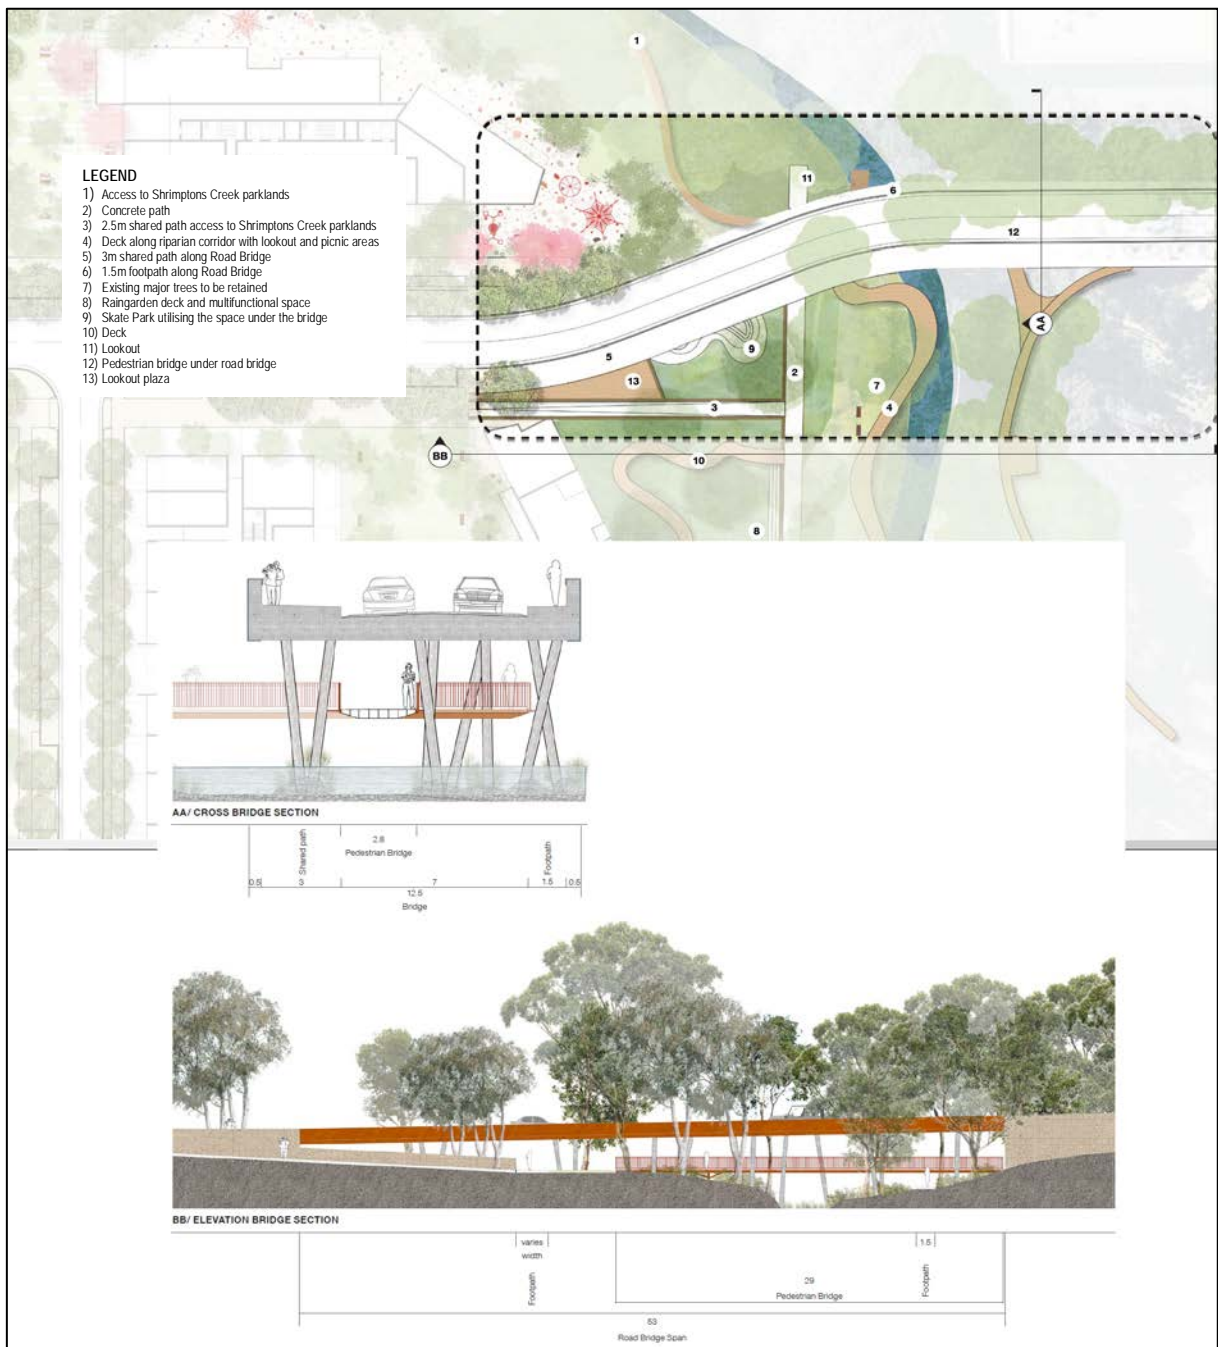 1
11
6
12
LEGEND
1) Access to Shrimptons Creek parklands
2) Concrete path
3) 2.5m shared path access to Shrimptons Creek parklands
4) Deck along riparian corridor with lookout and picnic areas
5) 3m shared path along Road Bridge
6) 1.5m footpath along Road Bridge
7) Existing major trees to be retained
8) Raingarden deck and multifunctional space
9) Skate Park utilising the space under the bridge
10) Deck
11) Lookout
12) Pedestrian bridge under road bridge
13) Lookout plaza
AA
9
5
2
13
7
3
4
BB
10
8
AA/ CROSS BRIDGE SECTION
Shared path
2.8
Pedestrian Bridge
Footpath
0.5 3 7 1.5 0.5
12.5
Bridge
BB/ ELEVATION BRIDGE SECTION
varies
width
Footpath
1.5
Footpath
29
Pedestrian Bridge
53
Road Bridge Span